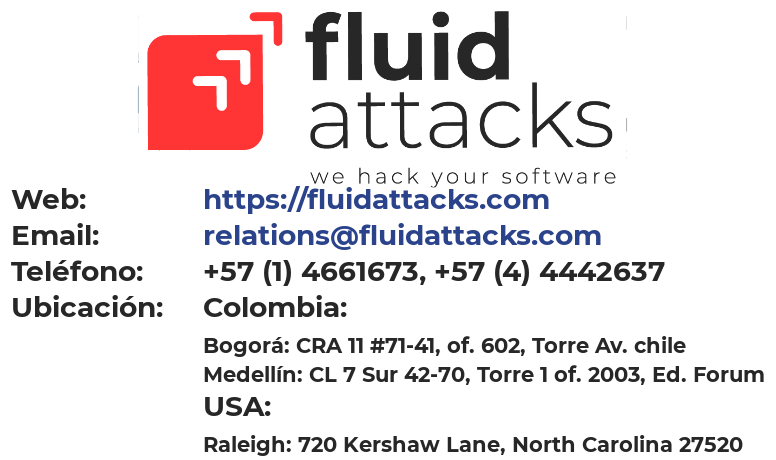 fluid
attacks
we hack your software
Web: https://fluidattacks.com
Email: relations@fluidattacks.com
Teléfono: +57 (1) 4661673, +57 (4) 4442637
Ubicación: Colombia:
Bogorá: CRA 11 #71-41, of. 602, Torre Av. chile
Medellín: CL 7 Sur 42-70, Torre 1 of. 2003, Ed. Forum
USA:
Raleigh: 720 Kershaw Lane, North Carolina 27520